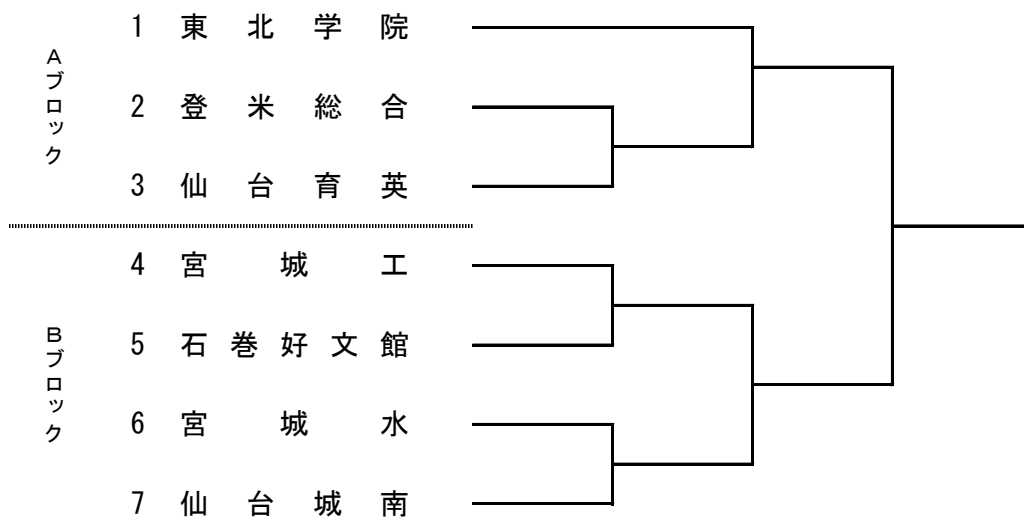 Aブロック
1 東北学院
2 登米総合
3 仙台育英
Bブロック
4 宮城工
5 石巻好文館
6 宮城水
7 仙台城南